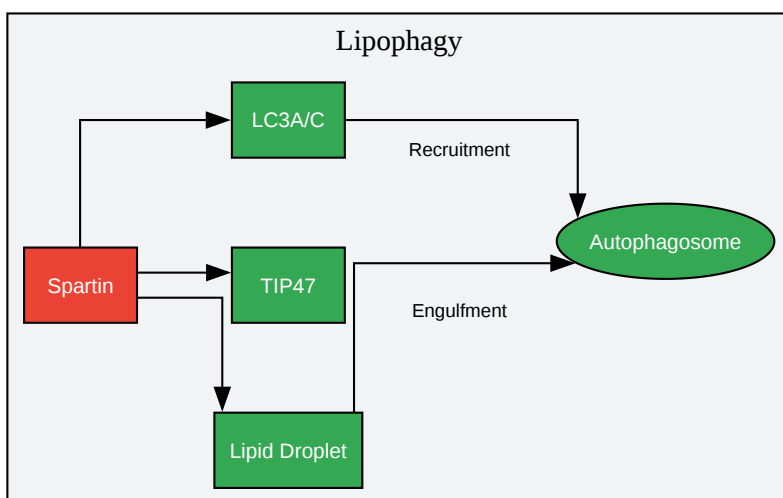 Lipophagy
LC3A/C
Recruitment
Autophagosome
Spartin
TIP47
Engulfment
Lipid Droplet